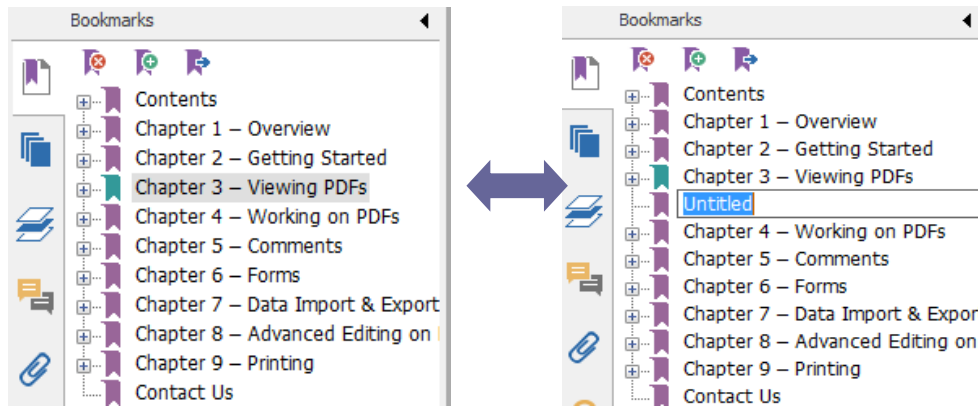 Bookmarks
Contents
Chapter 1 – Overview
Chapter 2 – Getting Started
Chapter 3 – Viewing PDFs
Chapter 4 – Working on PDFs
Chapter 5 – Comments
Chapter 6 – Forms
Chapter 7 – Data Import & Export
Chapter 8 – Advanced Editing on
Chapter 9 – Printing
Contact Us
Bookmarks
Contents
Chapter 1 – Overview
Chapter 2 – Getting Started
Chapter 3 – Viewing PDFs
Untitled
Chapter 4 – Working on PDFs
Chapter 5 – Comments
Chapter 6 – Forms
Chapter 7 – Data Import & Expor
Chapter 8 – Advanced Editing on
Chapter 9 – Printing
Contact Us